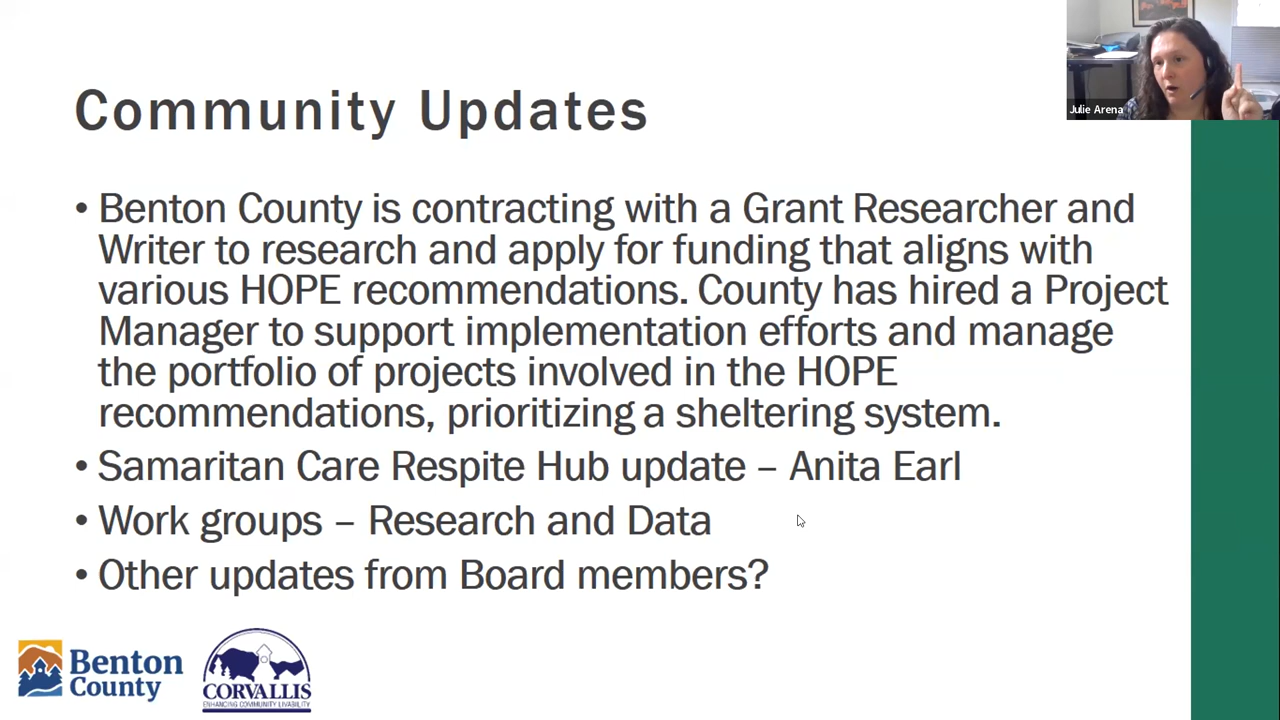 Julie Arena
Community Updates
• Benton County is contracting with a Grant Researcher and
Writer to research and apply for funding that aligns with
various HOPE recommendations. County has hired a Project
Manager to support implementation efforts and manage
the portfolio of projects involved in the HOPE
recommendations, prioritizing a sheltering system.
• Samaritan Care Respite Hub update – Anita Earl
• Work groups – Research and Data
• Other updates from Board members?
Benton
County
CORVALLIS
ENHANCING COMMUNITY LIVABILITY